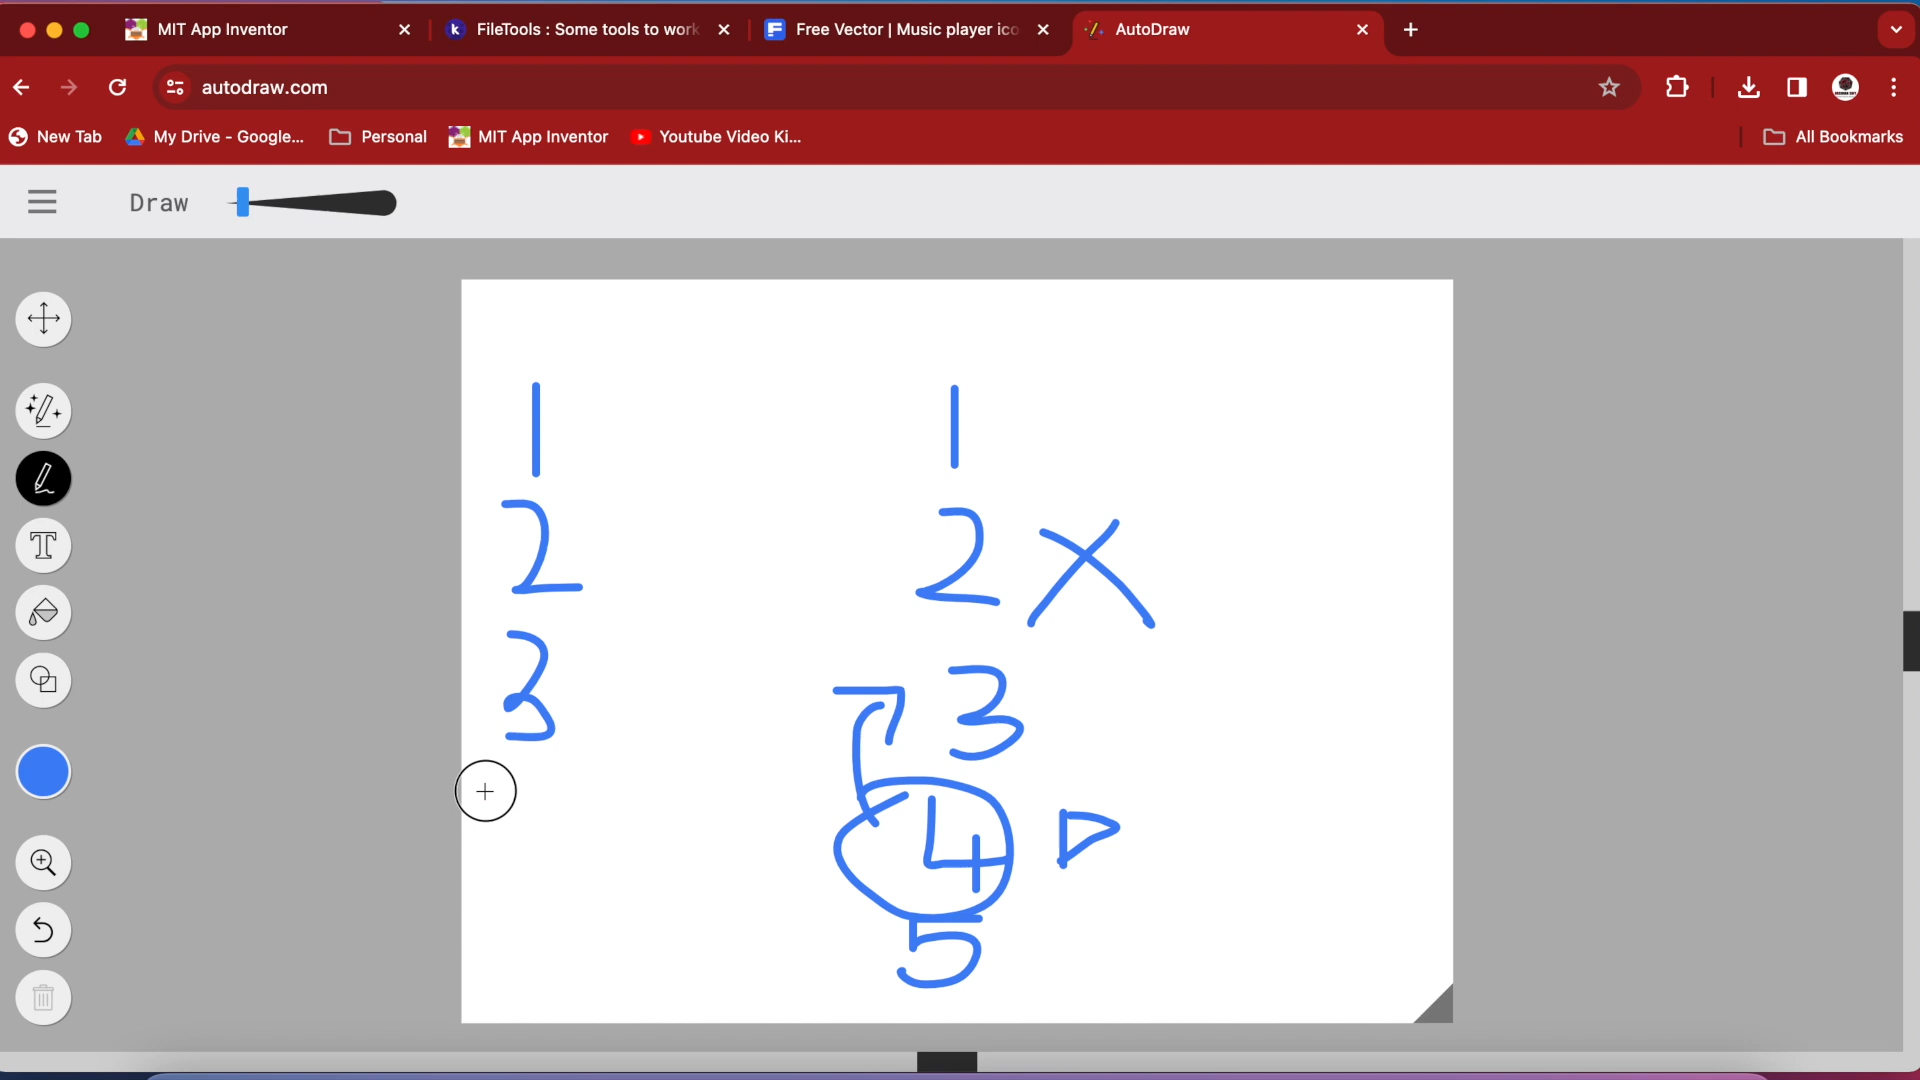 MIT App Inventor
FileTools : Some tools to work
Free Vector | Music player ico
AutoDraw
autodraw.com
New Tab
My Drive - Google...
Personal
MIT App Inventor
Youtube Video Ki...
All Bookmarks
Draw
1
2
3
1
2 X
3
4
5